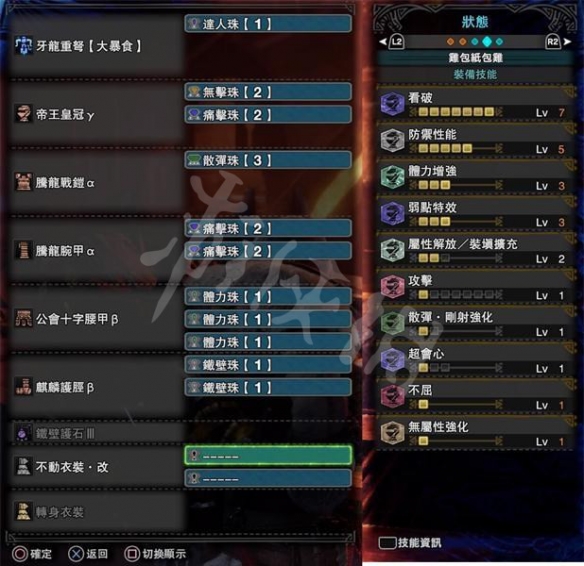 牙龍重弩【大暴食】
達人珠【1】
帝王皇冠γ
無擊珠【2】
痛擊珠【2】
騰龍戰鎧α
散彈珠【3】
騰龍腕甲α
痛擊珠【2】
痛擊珠【2】
公會十字腰甲β
體力珠【1】
體力珠【1】
體力珠【1】
麒麟護脛β
鐵壁珠【1】
鐵壁珠【1】
鐵壁護石Ⅲ
不動衣裝・改
-----
-----
轉身衣裝
確定 返回 切換顯示
狀態
L2 R2
雞包紙包雞
裝備技能
看破
Lv 7
防禦性能
Lv 5
體力增強
Lv 3
弱點特效
Lv 3
屬性解放／裝填擴充
Lv 2
攻擊
Lv 1
散彈・剛射強化
Lv 1
超會心
Lv 1
不屈
Lv 1
無屬性強化
Lv 1
技能資訊